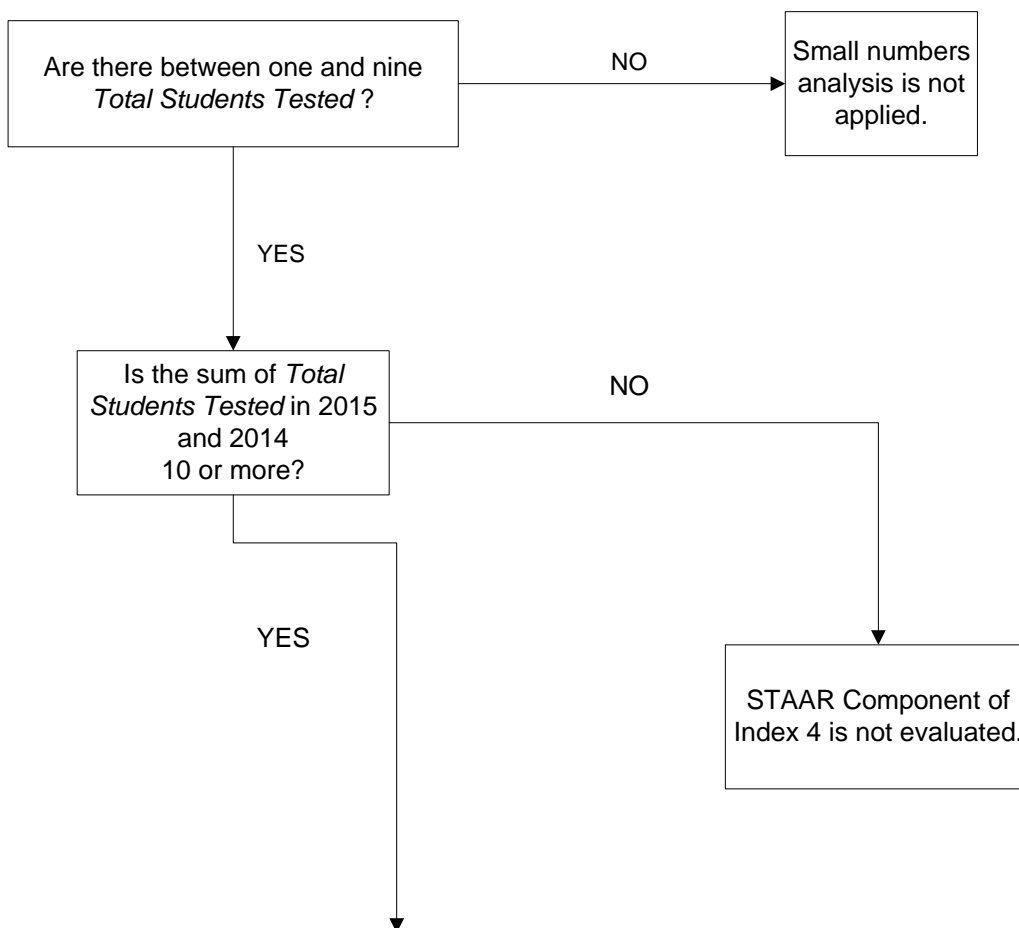 Are there between one and nine
Total Students Tested ?
NO
Small numbers
analysis is not
applied.
YES
Is the sum of Total
Students Tested in 2015
and 2014
10 or more?
NO
YES
STAAR Component of
Index 4 is not evaluated.